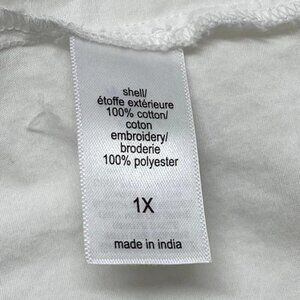 shell/
étoffe extérieure
100% cotton/
coton
embroidery/
broderie
100% polyester
1X
made in india